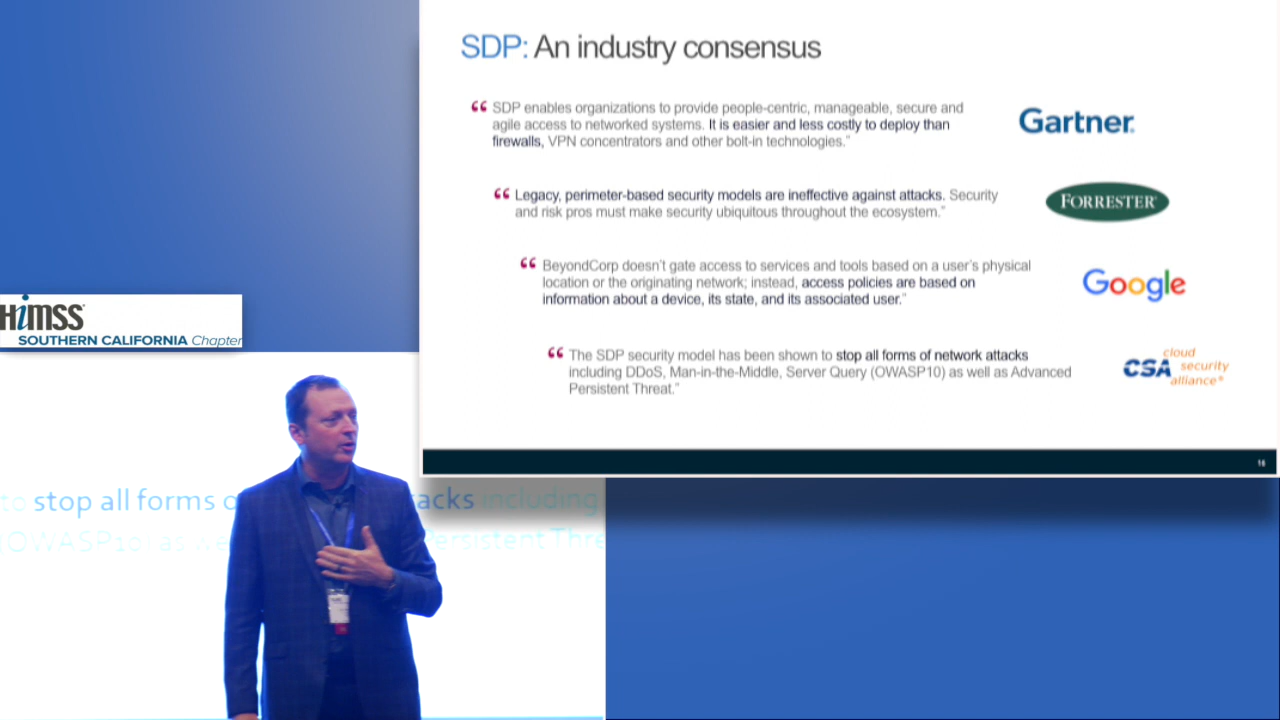 SDP: An industry consensus
“ SDP enables organizations to provide people-centric, manageable, secure and
agile access to networked systems. It is easier and less costly to deploy than
firewalls, VPN concentrators and other bolt-in technologies.”
Gartner
“ Legacy, perimeter-based security models are ineffective against attacks. Security
and risk pros must make security ubiquitous throughout the ecosystem.”
FORRESTER
“ BeyondCorp doesn't gate access to services and tools based on a user's physical
location or the originating network; instead, access policies are based on
information about a device, its state, and its associated user.”
Google
“ The SDP security model has been shown to stop all forms of network attacks
including DDoS, Man-in-the-Middle, Server Query (OWASP10) as well as Advanced
Persistent Threat.”
CSA cloud
security
alliance
16
HiMSS
SOUTHERN CALIFORNIA Chapter
to stop all forms o acks including
(OWASP10) as we Persistent Thre